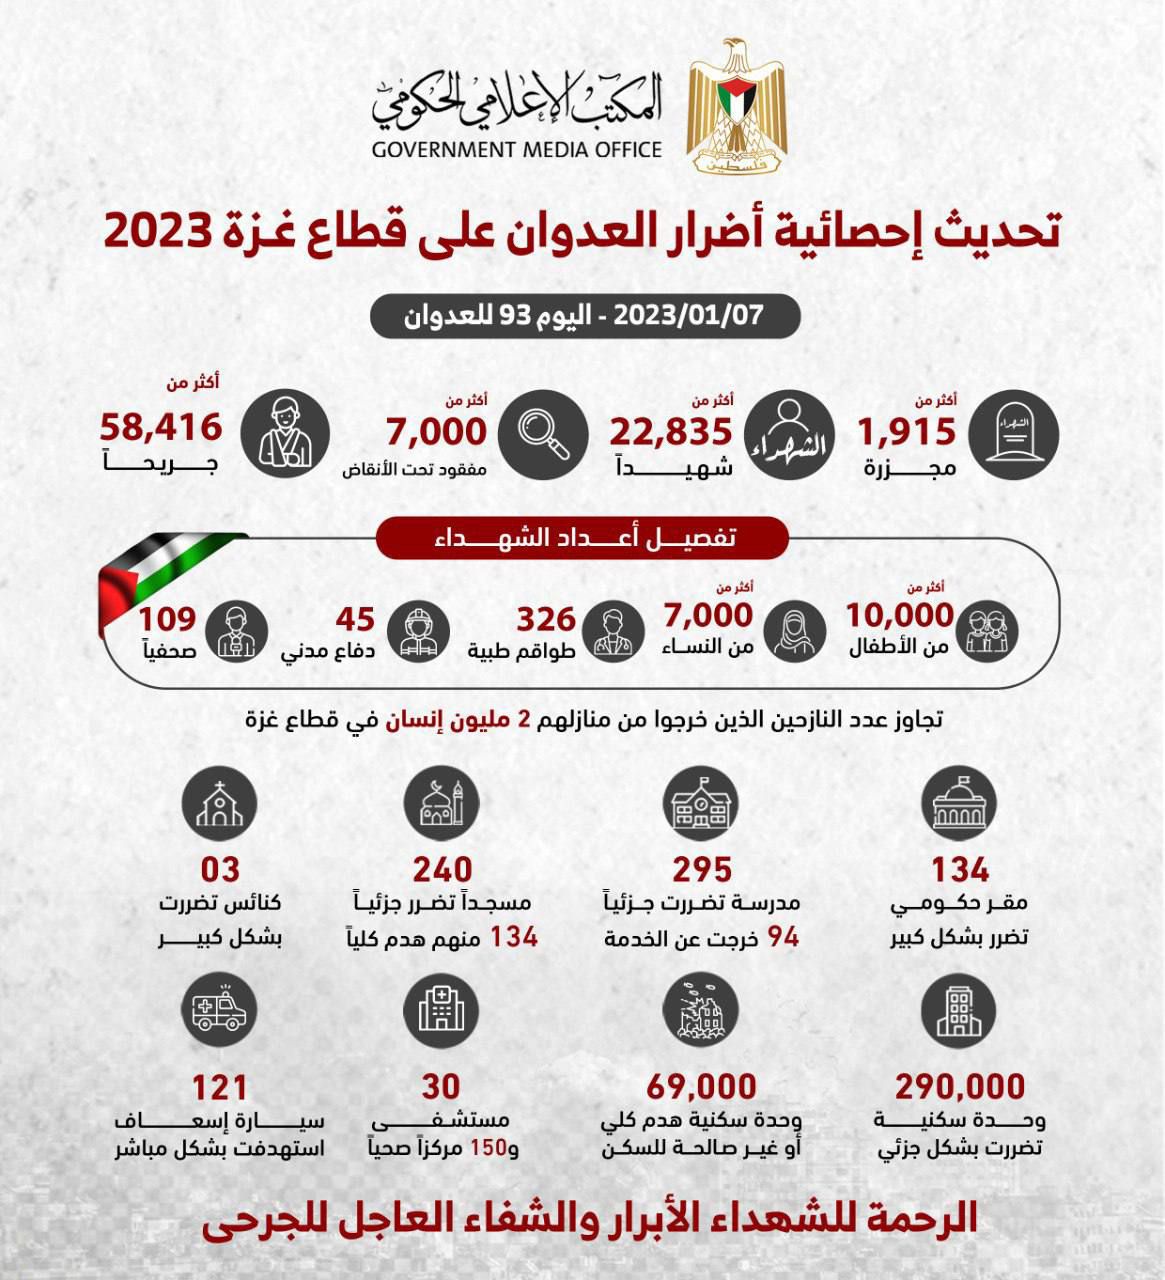 المكتب الإعلامي الحكومي
GOVERNMENT MEDIA OFFICE
فلسطين
تحديث إحصائية أضرار العدوان على قطاع غزة 2023
2023/01/07 - اليوم 93 للعدوان
أكثر من
1,915
مجزرة
الشهداء
أكثر من
22,835
شهيداً
الشهداء
أكثر من
7,000
مفقود تحت الأنقاض
أكثر من
58,416
جريحاً
تفصيل أعداد الشهداء
أكثر من
10,000
من الأطفال
أكثر من
7,000
من النساء
326
طواقم طبية
45
دفاع مدني
109
صحفياً
تجاوز عدد النازحين الذين خرجوا من منازلهم 2 مليون إنسان في قطاع غزة
134
مقر حكومي
تضرر بشكل كبير
295
مدرسة تضررت جزئياً
94 خرجت عن الخدمة
240
مسجداً تضرر جزئياً
134 منهم هدم كلياً
03
كنائس تضررت
بشكل كبير
290,000
وحدة سكنية
تضررت بشكل جزئي
69,000
وحدة سكنية هدم كلي
أو غير صالحة للسكن
30
مستشفى
و150 مركزاً صحياً
121
سيارة إسعاف
استهدفت بشكل مباشر
الرحمة للشهداء الأبرار والشفاء العاجل للجرحى